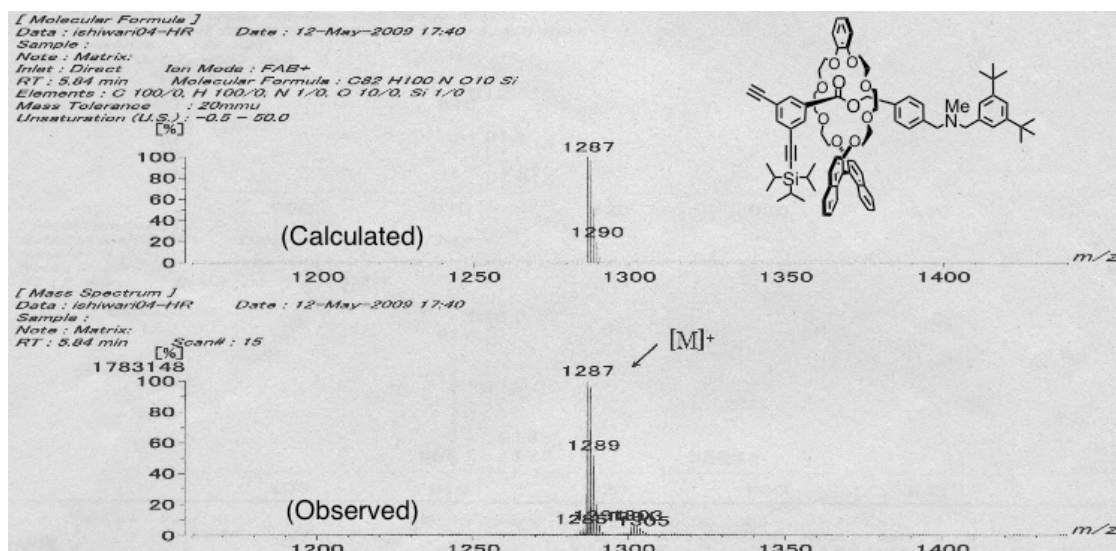 [ Molecular Formula ]
Data : ishiwari04-HR Date : 12-May-2009 17:40
Sample :
Note : Matrix:
Inlet : Direct Ion Mode : FAB+
RT : 5.84 min Molecular Formula : C82 H100 N O10 Si
Elements : C 100/0, H 100/0, N 1/0, O 10/0, Si 1/0
Mass Tolerance : 20mmu
Unsaturation (U.S.) : -0.5 - 50.0
[%]
100
80
60
40
20
0
1287
1290
(Calculated)
1200 1250 1300 1350 1400 m/z
O O
O O
O
O
Me
N
O O
O O
Si
[ Mass Spectrum ]
Data : ishiwari04-HR Date : 12-May-2009 17:40
Sample :
Note : Matrix:
RT : 5.84 min Scan# : 15
[%]
1783148
100
80
60
40
20
0
[M]+
1287
1289
1285
1303
1305
(Observed)
1200 1250 1300 1350 1400 m/z